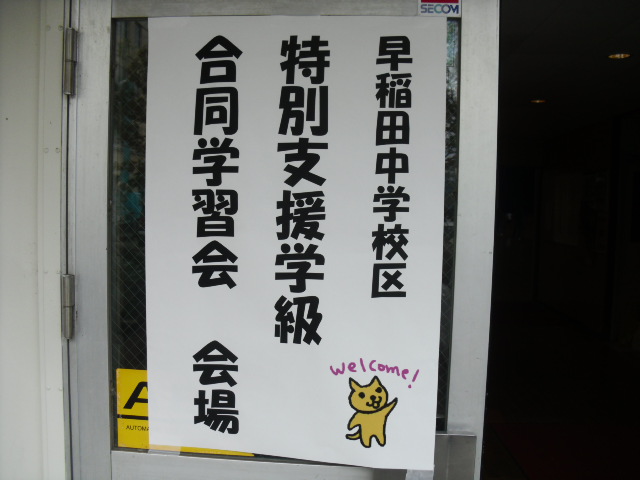 早稲田中学校区
特別支援学級
合同学習会 会場
welcome!
SECOM
A
AUTOMA